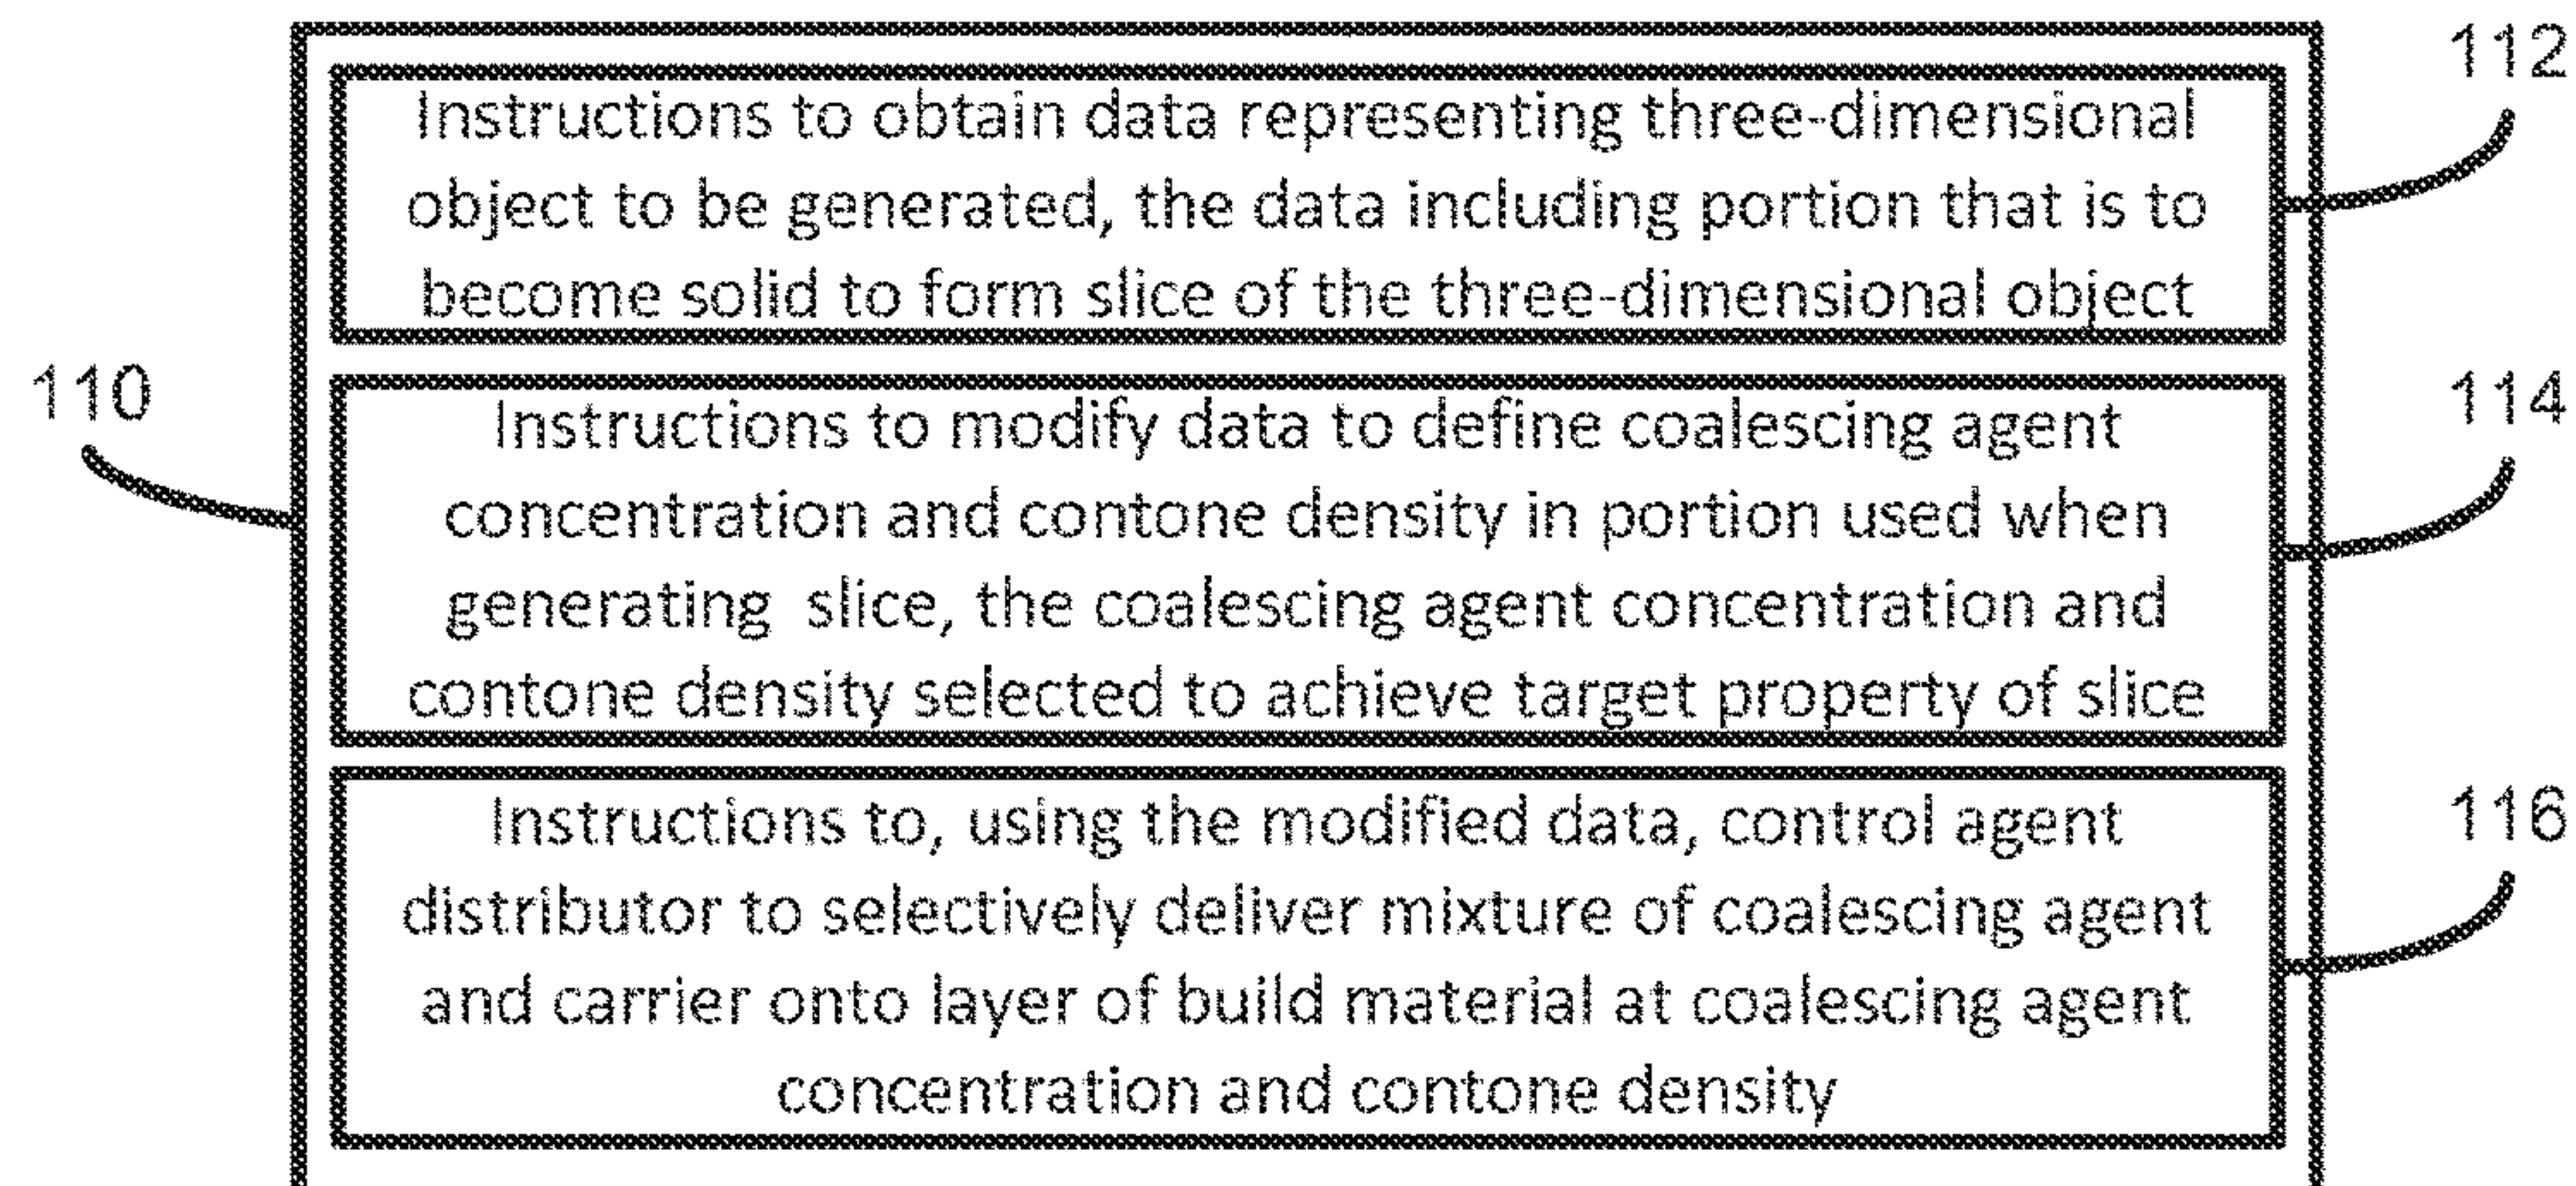 112
Instructions to obtain data representing three-dimensional
object to be generated, the data including portion that is to
become solid to form slice of the three-dimensional object
110
114
Instructions to modify data to define coalescing agent
concentration and contone density in portion used when
generating slice, the coalescing agent concentration and
contone density selected to achieve target property of slice
116
Instructions to, using the modified data, control agent
distributor to selectively deliver mixture of coalescing agent
and carrier onto layer of build material at coalescing agent
concentration and contone density